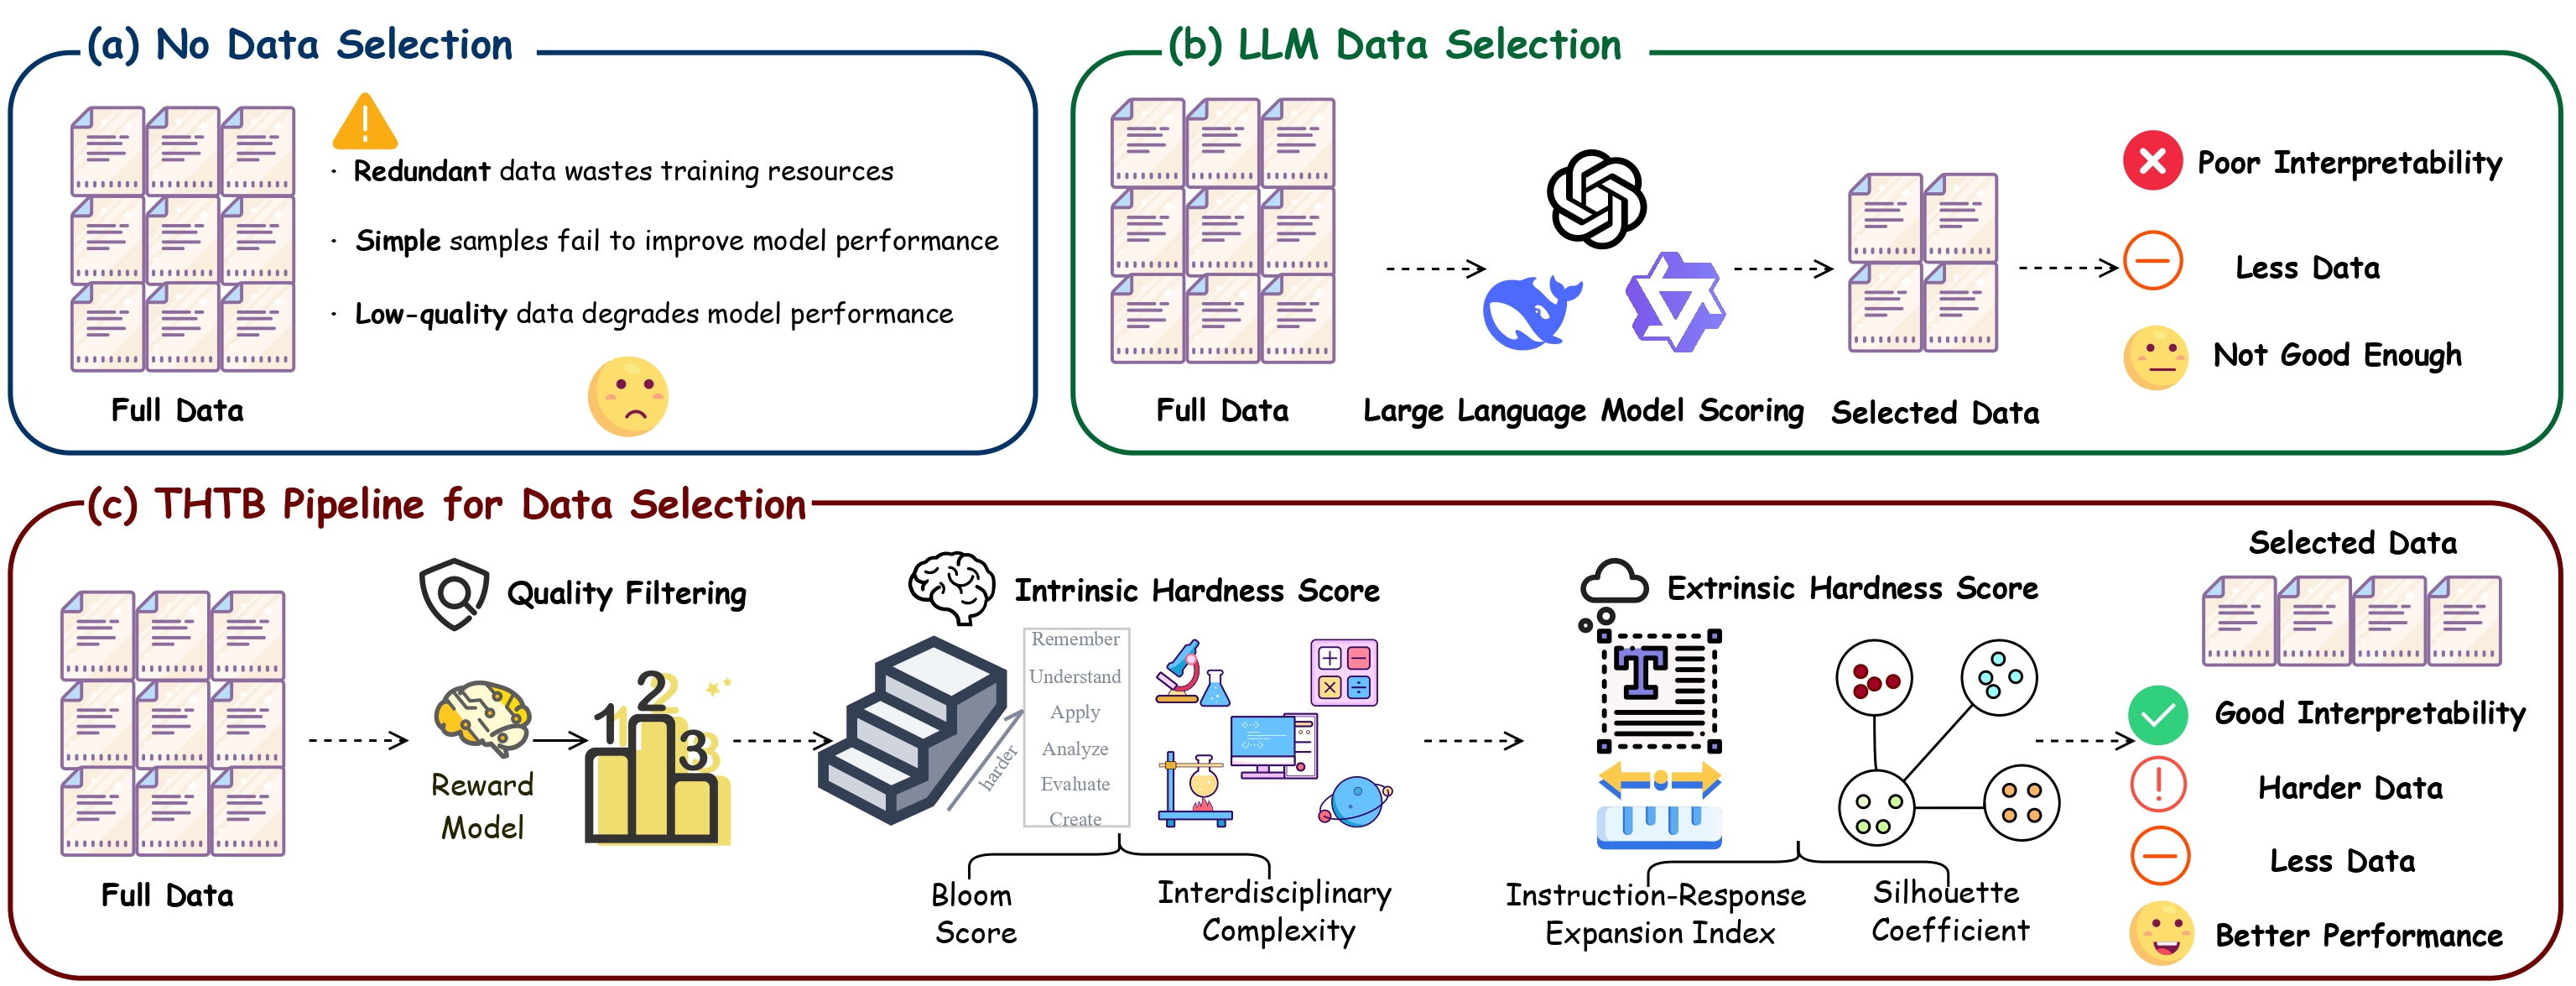 (a) No Data Selection
· Redundant data wastes training resources
· Simple samples fail to improve model performance
· Low-quality data degrades model performance
Full Data
(b) LLM Data Selection
Full Data
Large Language Model Scoring
Selected Data
Poor Interpretability
Less Data
Not Good Enough
(c) THTB Pipeline for Data Selection
Full Data
Quality Filtering
Reward
Model
1
2
3
Intrinsic Hardness Score
harder
Remember
Understand
Apply
Analyze
Evaluate
Create
Bloom
Score
Interdisciplinary
Complexity
Extrinsic Hardness Score
T
Instruction-Response
Expansion Index
Silhouette
Coefficient
Selected Data
Good Interpretability
Harder Data
Less Data
Better Performance